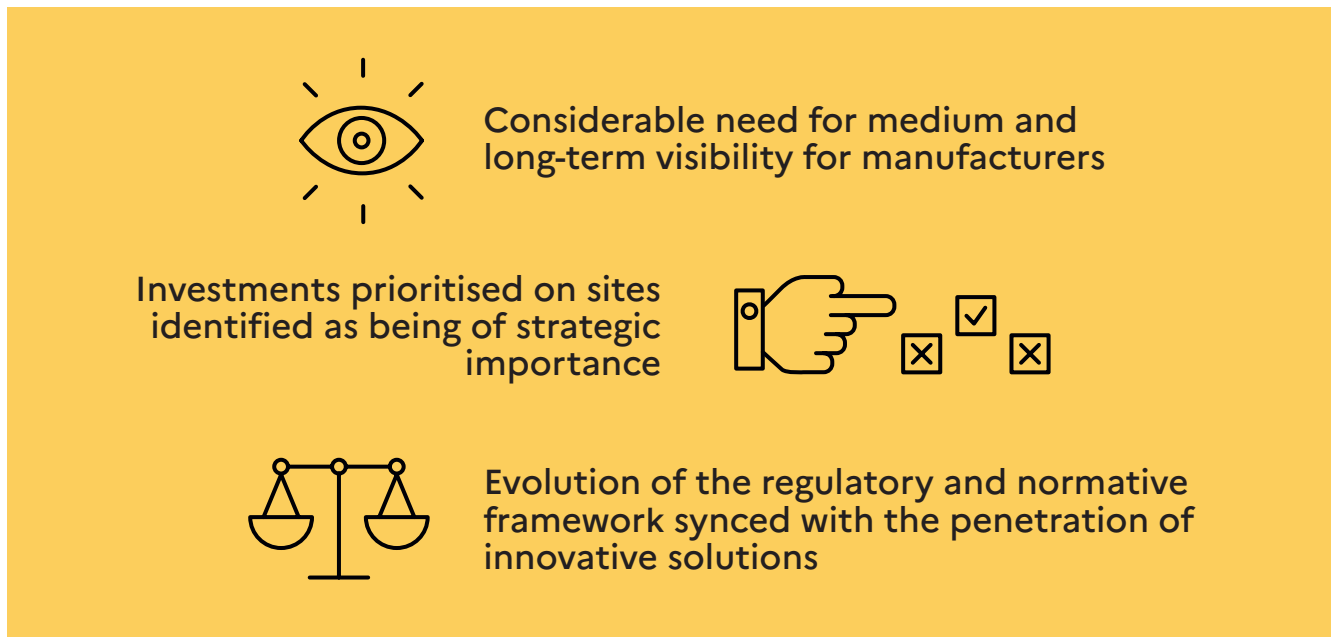 Considerable need for medium and
long-term visibility for manufacturers
Investments prioritised on sites
identified as being of strategic
importance
Evolution of the regulatory and normative
framework synced with the penetration of
innovative solutions